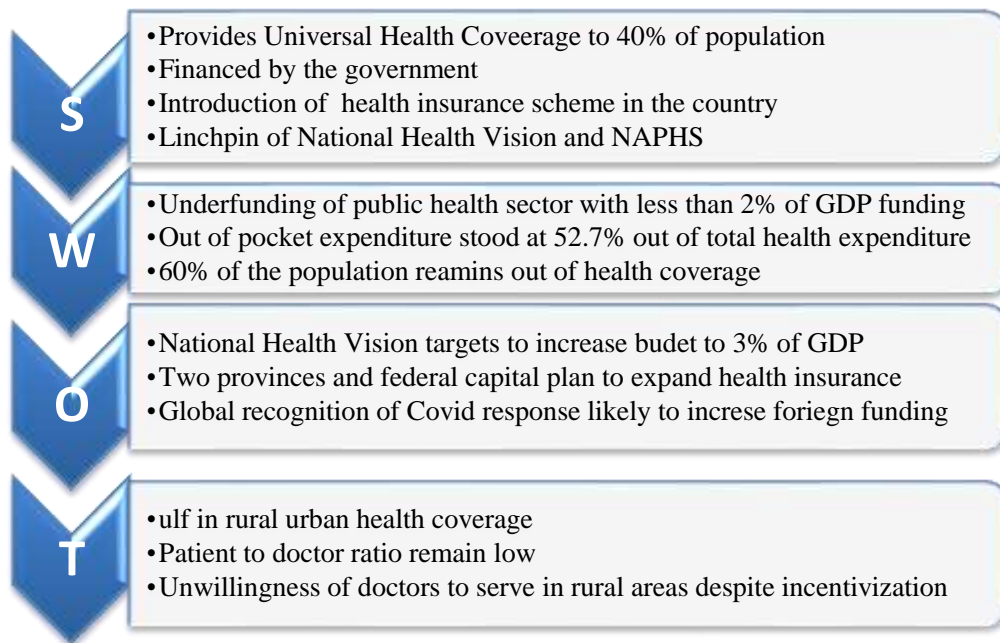 S
•Provides Universal Health Coveerage to 40% of population
•Financed by the government
•Introduction of health insurance scheme in the country
•Linchpin of National Health Vision and NAPHS
W
•Underfunding of public health sector with less than 2% of GDP funding
•Out of pocket expenditure stood at 52.7% out of total health expenditure
•60% of the population reamins out of health coverage
O
•National Health Vision targets to increase budet to 3% of GDP
•Two provinces and federal capital plan to expand health insurance
•Global recognition of Covid response likely to increse foriegn funding
T
•ulf in rural urban health coverage
•Patient to doctor ratio remain low
•Unwillingness of doctors to serve in rural areas despite incentivization